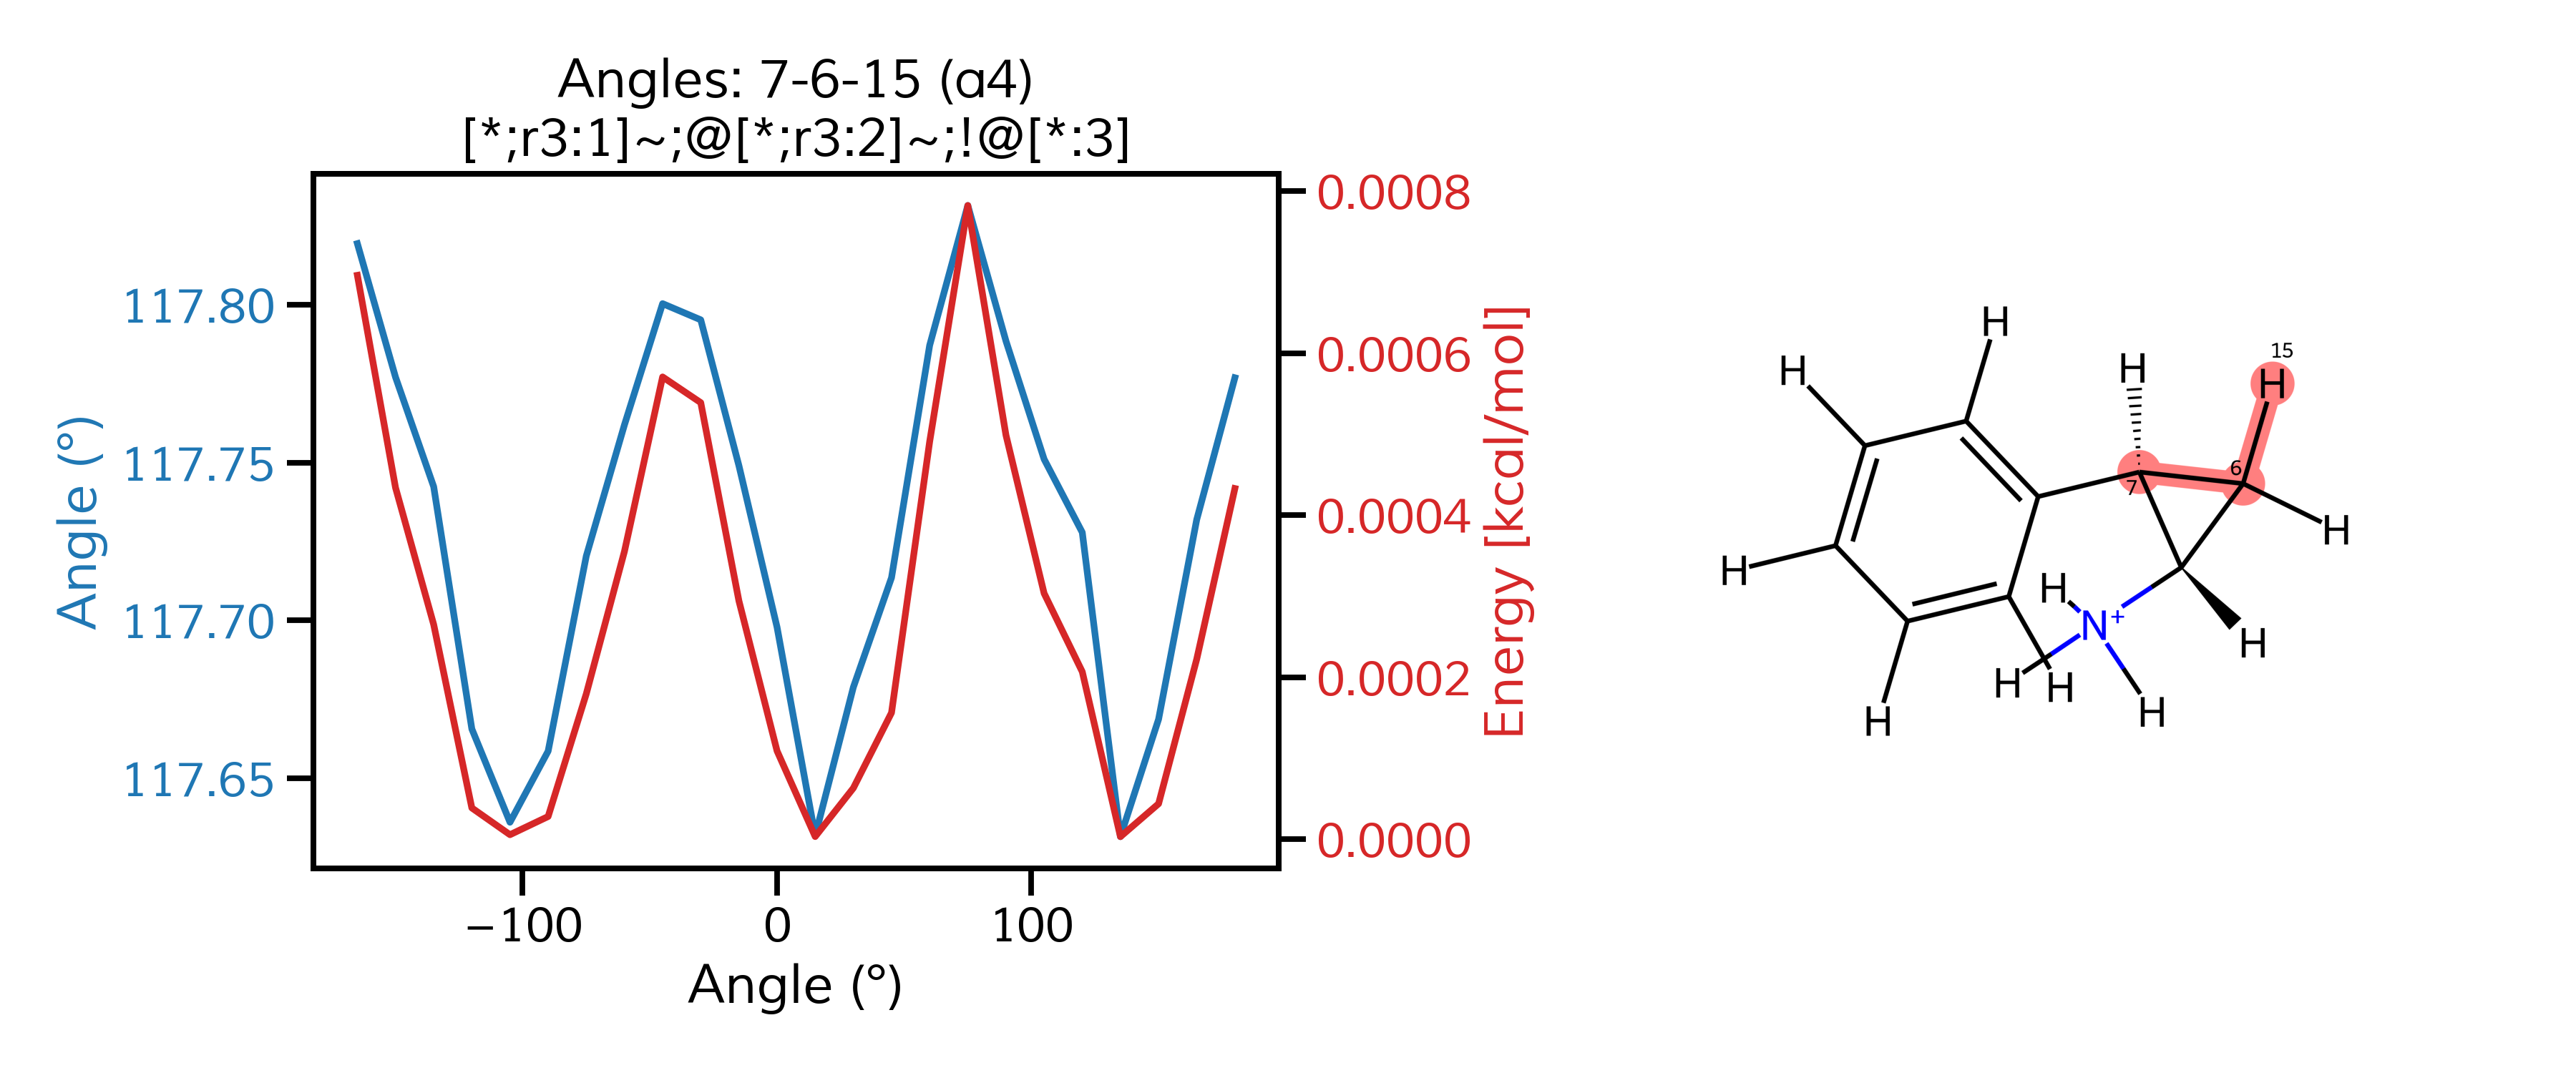 Angles: 7-6-15 (a4)
[*;r3:1]~;@[*;r3:2]~;!@[*:3]
Angle (°)
117.80
117.75
117.70
117.65
−100
0
100
Angle (°)
0.0008
0.0006
0.0004
0.0002
0.0000
Energy [kcal/mol]
H
15
H
H
H
H
6
7
H
H
H
N+
H
H
H
H
H